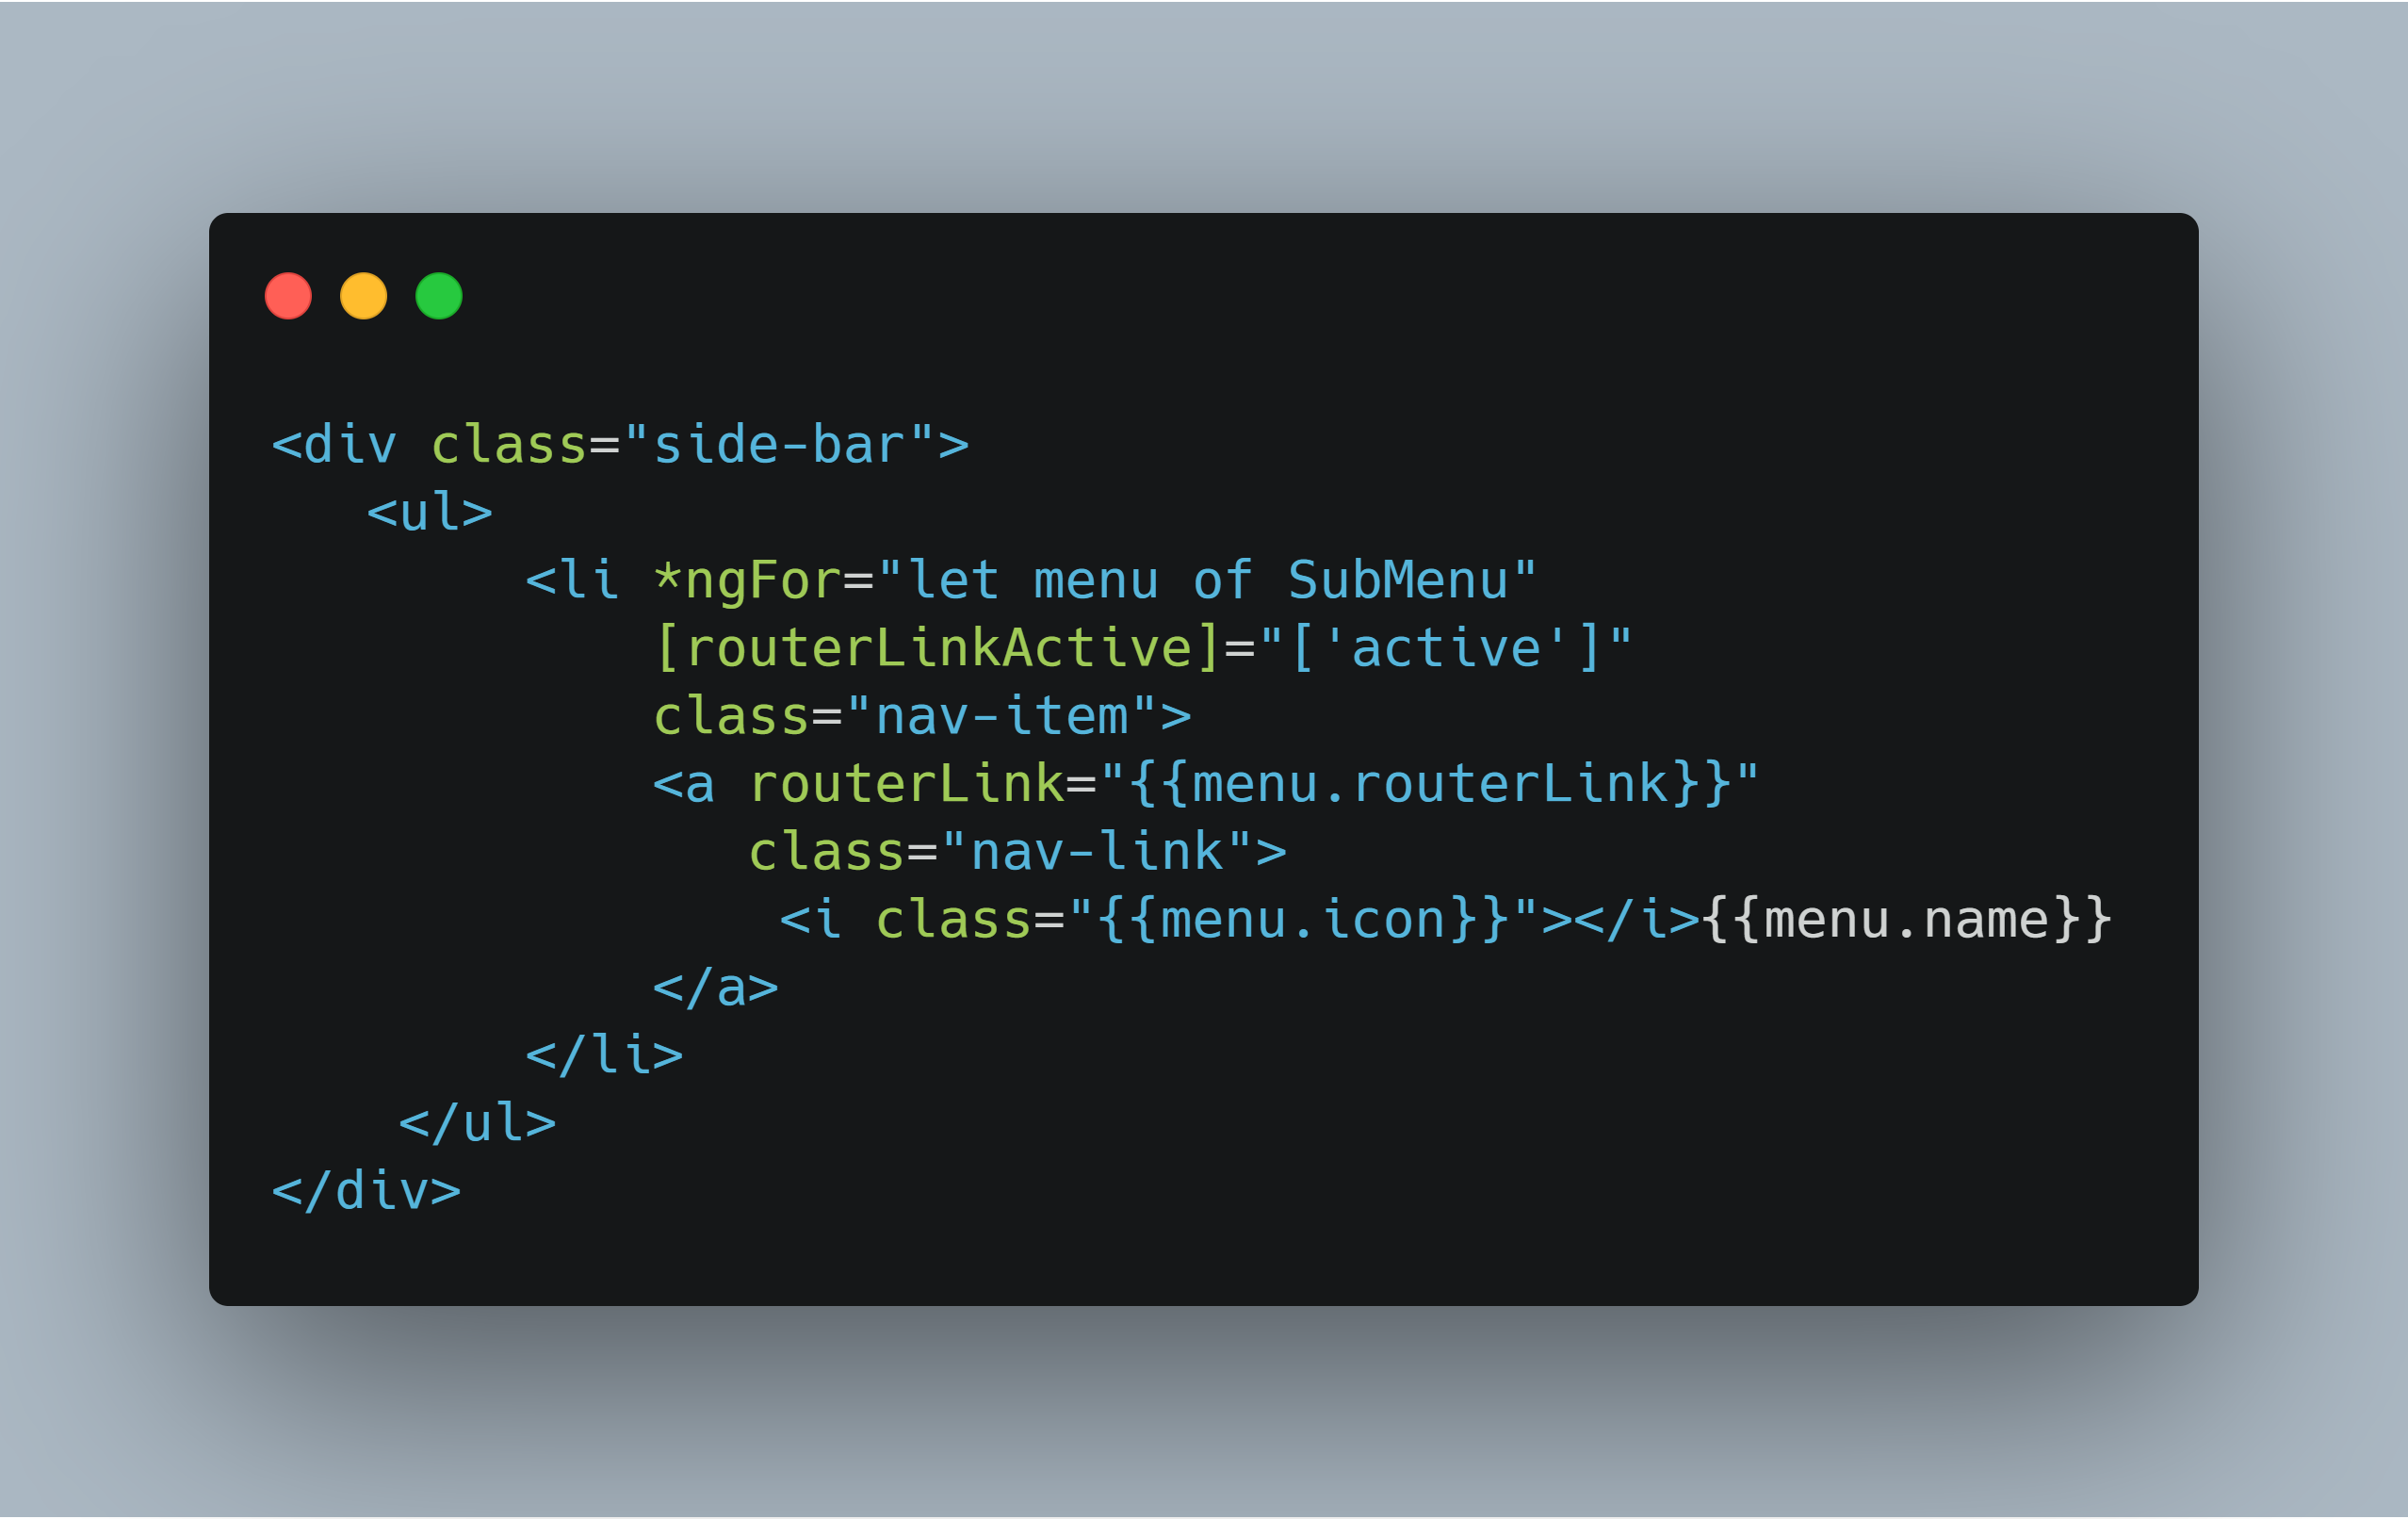 <div class="side-bar">
   <ul>
        <li *ngFor="let menu of SubMenu"
            [routerLinkActive]="['active']"
            class="nav-item">
            <a routerLink="{{menu.routerLink}}"
               class="nav-link">
                <i class="{{menu.icon}}"></i>{{menu.name}}
            </a>
        </li>
    </ul>
</div>